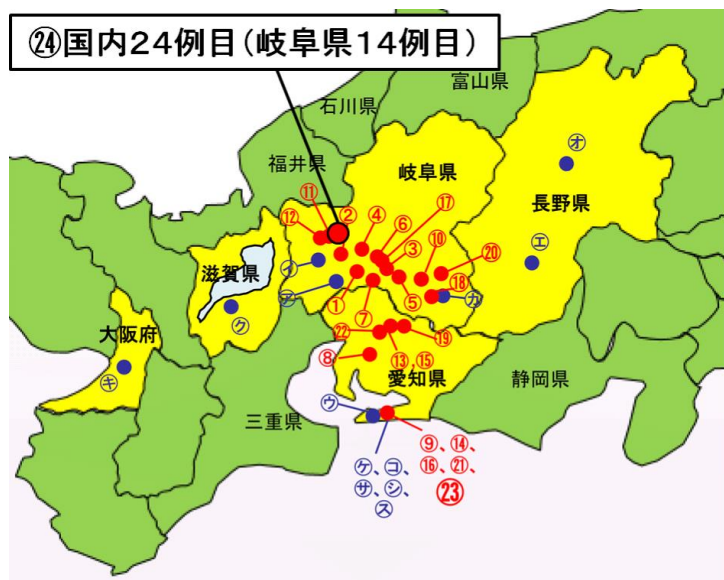 ㉔国内24例目(岐阜県14例目)
富山県
石川県
福井県
岐阜県
長野県
滋賀県
大阪府
三重県
愛知県
静岡県
⑪
②
④
⑥
⑰
⑫
③
⑩
⑳
①
⑦
⑤
⑱
㉒
⑧
⑬、⑮
⑲
㋔
㋓
㋑
㋐
㋕
㋗
㋖
㋒
⑨、⑭、
⑯、㉑、
㉓
㋘、㋙、
㋚、㋛、
㋜